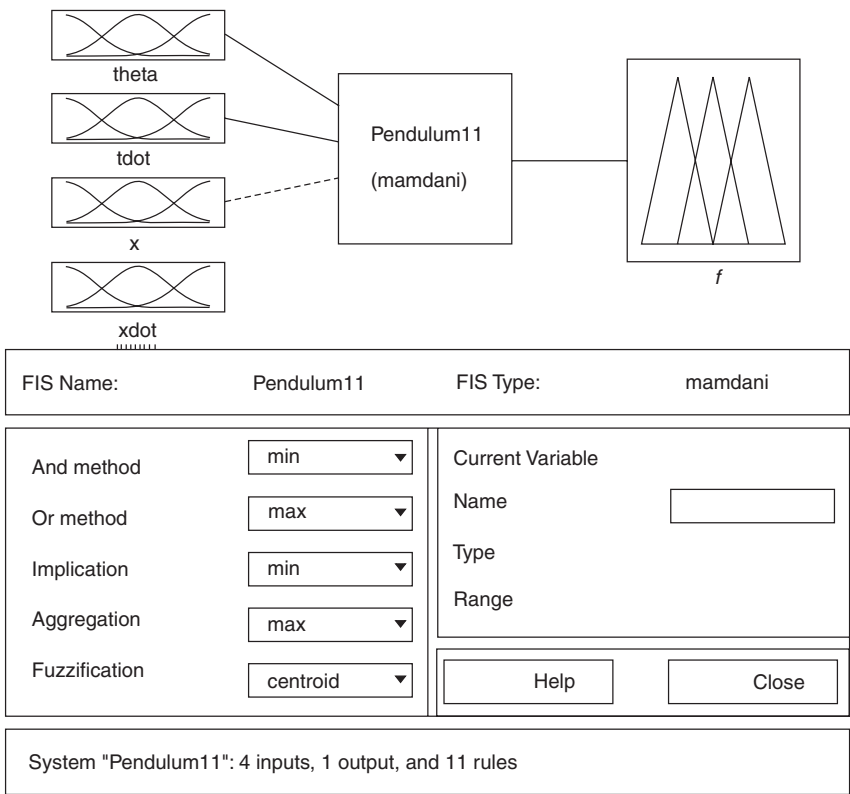 theta
tdot
x
xdot
Pendulum11
(mamdani)
f
FIS Name: Pendulum11 FIS Type: mamdani
And method min
Or method max
Implication min
Aggregation max
Fuzzification centroid
Current Variable
Name
Type
Range
Help Close
System "Pendulum11": 4 inputs, 1 output, and 11 rules